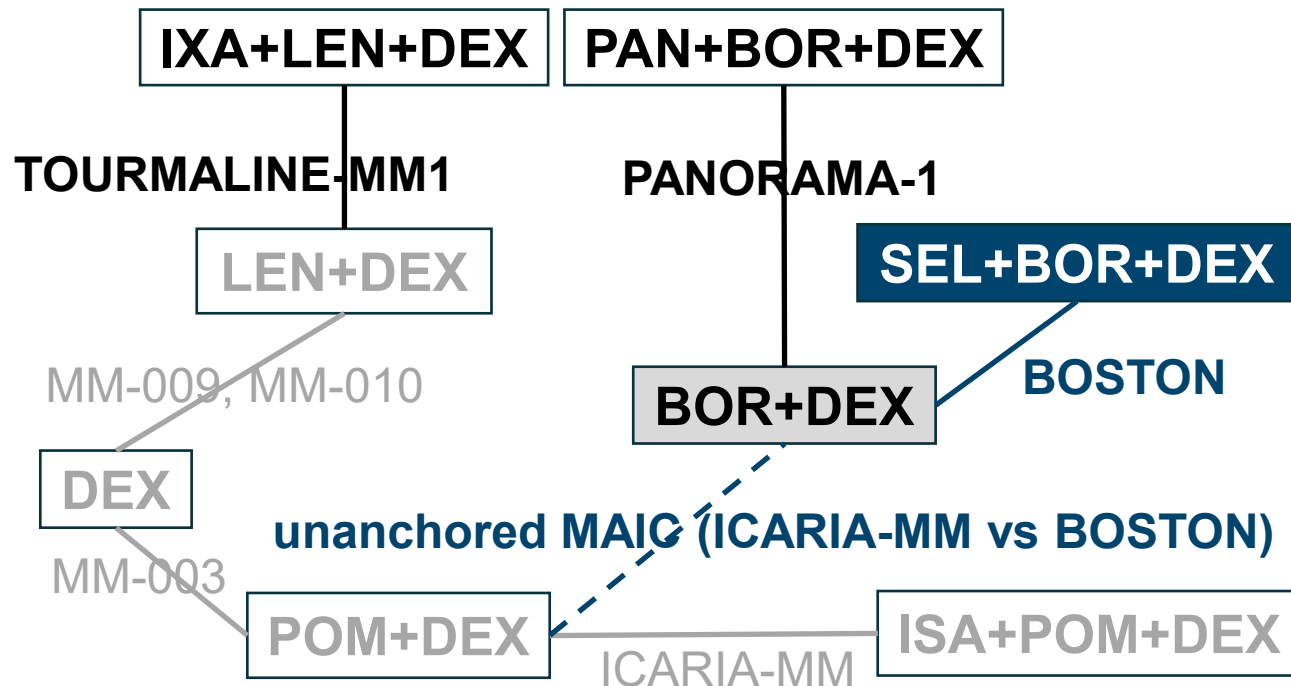 IXA+LEN+DEX
PAN+BOR+DEX
TOURMALINE-MM1
PANORAMA-1
LEN+DEX
SEL+BOR+DEX
MM-009, MM-010
BOSTON
BOR+DEX
DEX
unanchored MAIC (ICARIA-MM vs BOSTON)
MM-003
POM+DEX
ISA+POM+DEX
ICARIA-MM